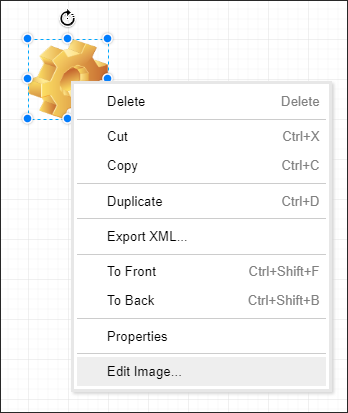 Delete Delete
Cut Ctrl+X
Copy Ctrl+C
Duplicate Ctrl+D
Export XML...
To Front Ctrl+Shift+F
To Back Ctrl+Shift+B
Properties
Edit Image...